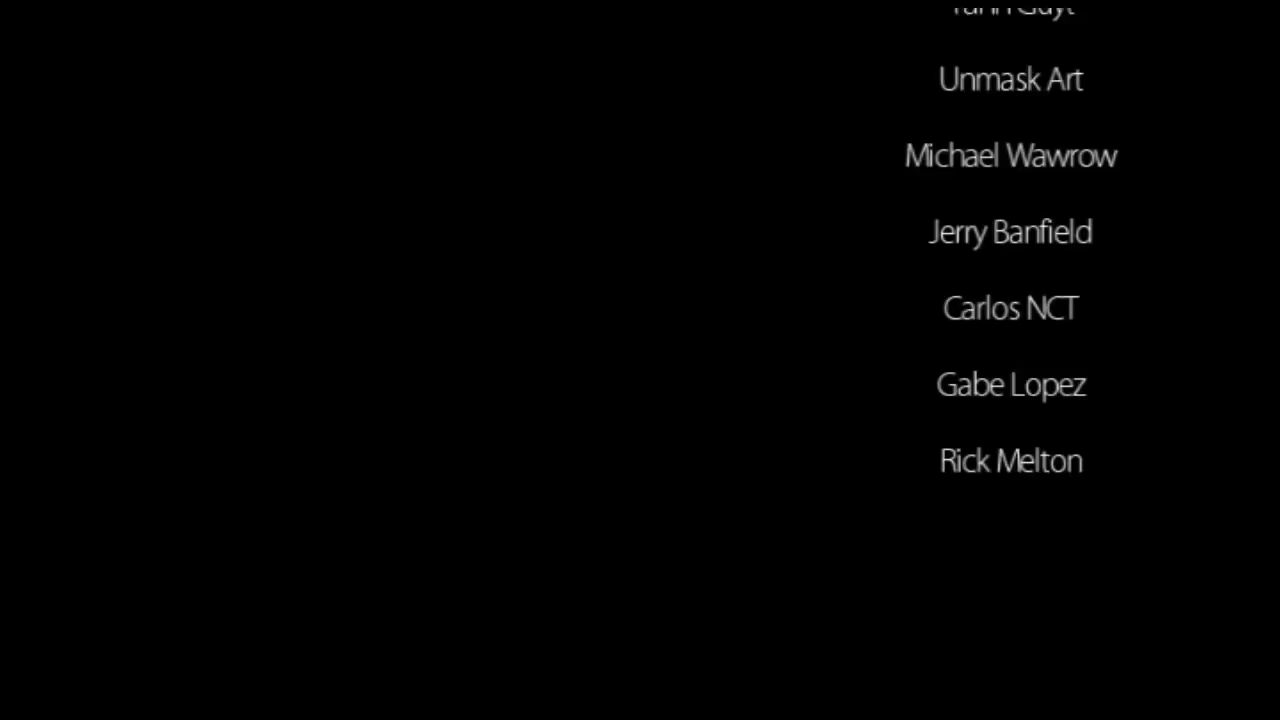 Unmask Art
Michael Wawrow
Jerry Banfield
Carlos NCT
Gabe Lopez
Rick Melton